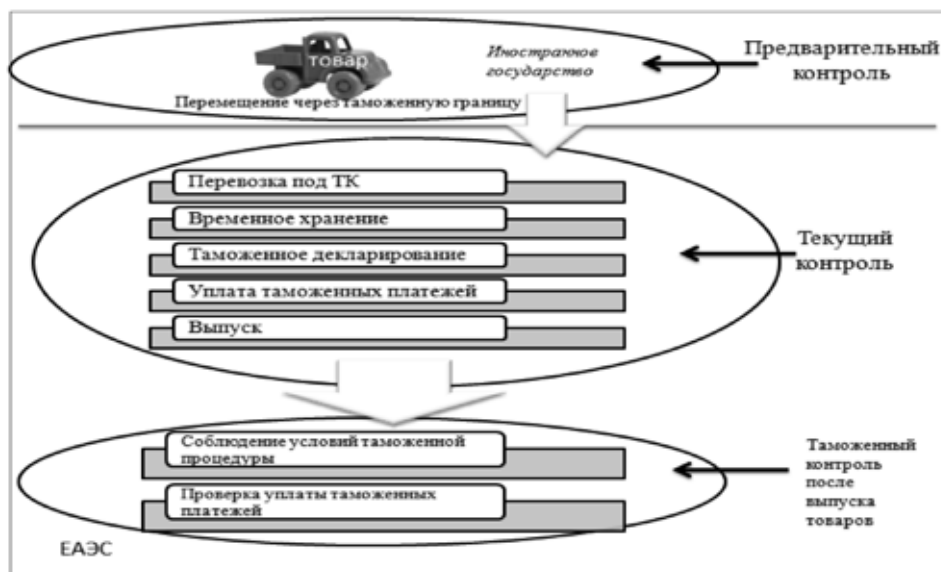 товар
Иностранное
государство
Предварительный
контроль
Перемещение через таможенную границу
Перевозка под ТК
Временное хранение
Таможенное декларирование
Уплата таможенных платежей
Выпуск
Текущий
контроль
Соблюдение условий таможенной
процедуры
Проверка уплаты таможенных
платежей
Таможенный
контроль
после
выпуска
товаров
ЕАЭС